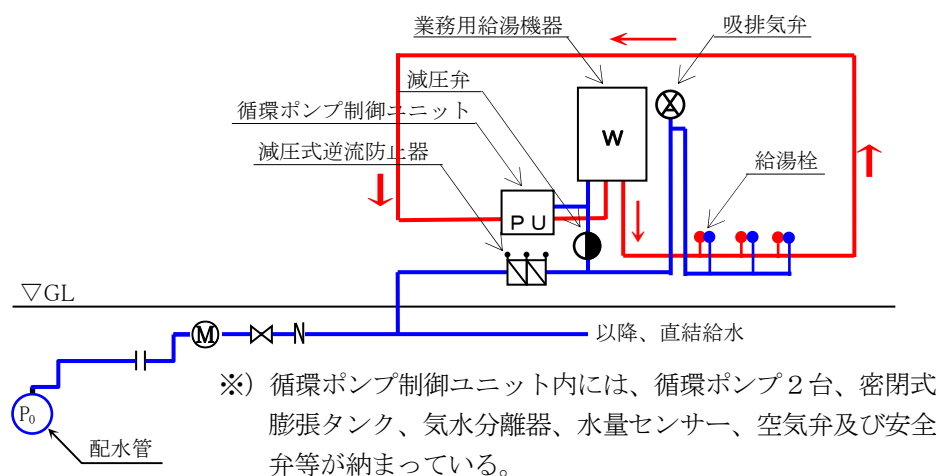 業務用給湯機器
吸排気弁
減圧弁
循環ポンプ制御ユニット
W
減圧式逆流防止器
給湯栓
PU
▽GL
M
以降、直結給水
P₀
配水管
※）循環ポンプ制御ユニット内には、循環ポンプ２台、密閉式
膨張タンク、気水分離器、水量センサー、空気弁及び安全
弁等が納まっている。